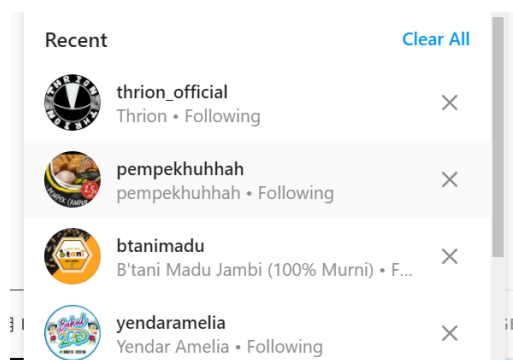 Recent
Clear All
thrion_official
Thrion • Following
pempekhuhhah
pempekhuhhah • Following
btanimadu
B'tani Madu Jambi (100% Murni) • F...
yendaramelia
Yendar Amelia • Following